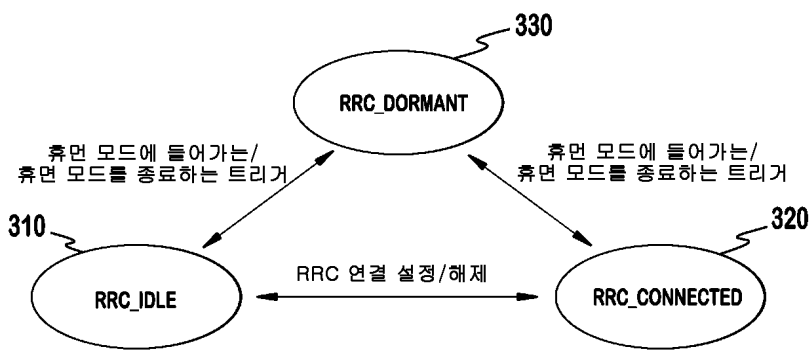 330
RRC_DORMANT
휴먼 모드에 들어가는/
휴면 모드를 종료하는 트리거
휴먼 모드에 들어가는/
휴면 모드를 종료하는 트리거
310
320
RRC 연결 설정/해제
RRC_IDLE
RRC_CONNECTED